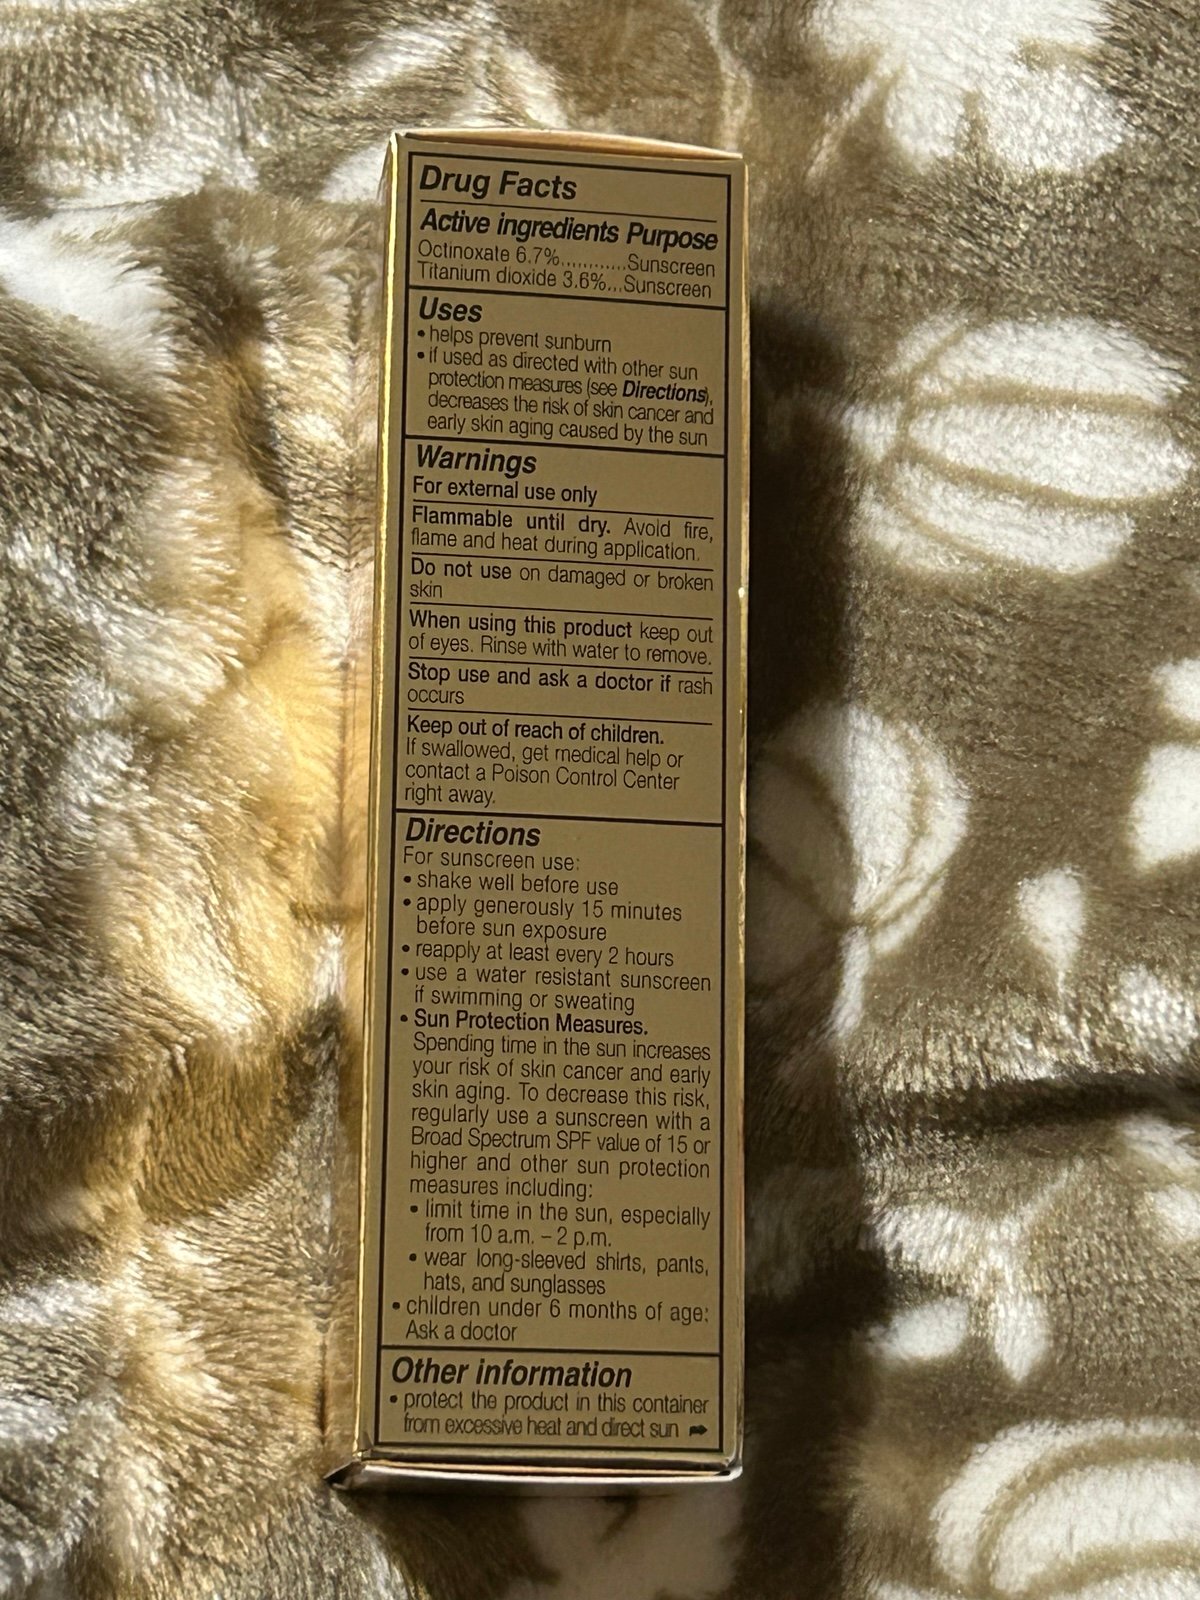 Drug Facts
Active ingredients Purpose
Octinoxate 6.7%............Sunscreen
Titanium dioxide 3.6%...Sunscreen
Uses
• helps prevent sunburn
• if used as directed with other sun
protection measures (see Directions),
decreases the risk of skin cancer and
early skin aging caused by the sun
Warnings
For external use only
Flammable until dry. Avoid fire,
flame and heat during application.
Do not use on damaged or broken
skin
When using this product keep out
of eyes. Rinse with water to remove.
Stop use and ask a doctor if rash
occurs
Keep out of reach of children.
If swallowed, get medical help or
contact a Poison Control Center
right away.
Directions
For sunscreen use:
• shake well before use
• apply generously 15 minutes
before sun exposure
• reapply at least every 2 hours
• use a water resistant sunscreen
if swimming or sweating
• Sun Protection Measures.
Spending time in the sun increases
your risk of skin cancer and early
skin aging. To decrease this risk,
regularly use a sunscreen with a
Broad Spectrum SPF value of 15 or
higher and other sun protection
measures including:
• limit time in the sun, especially
from 10 a.m. – 2 p.m.
• wear long-sleeved shirts, pants,
hats, and sunglasses
• children under 6 months of age:
Ask a doctor
Other information
• protect the product in this container
from excessive heat and direct sun ➨